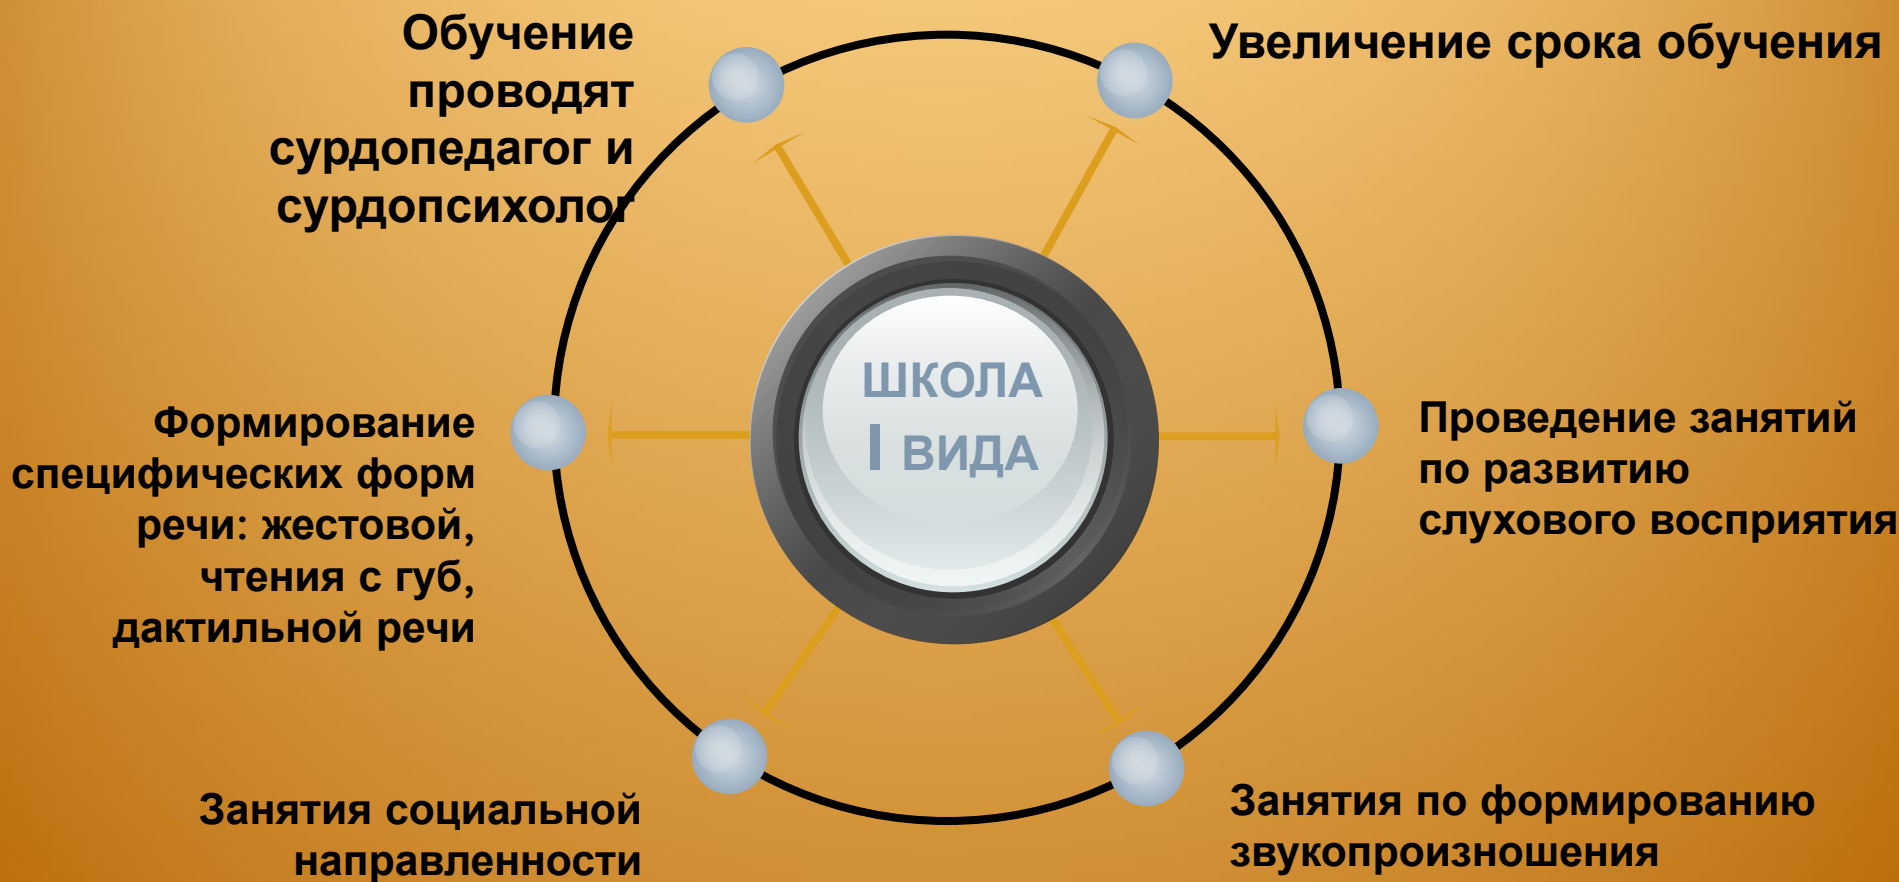 Обучение
проводят
сурдопедагог и
сурдопсихолог
Увеличение срока обучения
ШКОЛА
I ВИДА
Формирование
специфических форм
речи: жестовой,
чтения с губ,
дактильной речи
Проведение занятий
по развитию
слухового восприятия
Занятия социальной
направленности
Занятия по формированию
звукопроизношения